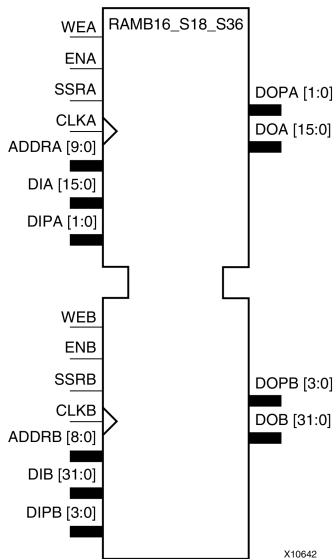 RAMB16_S18_S36
WEA
ENA
SSRA
CLKA
ADDRA [9:0]
DIA [15:0]
DIPA [1:0]
DOPA [1:0]
DOA [15:0]
WEB
ENB
SSRB
CLKB
ADDRB [8:0]
DIB [31:0]
DIPB [3:0]
DOPB [3:0]
DOB [31:0]
X10642